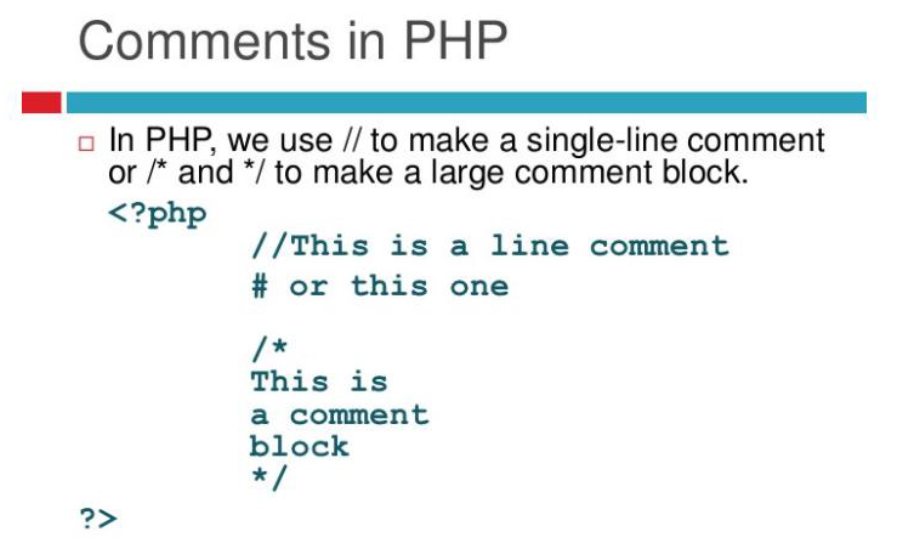 Comments in PHP
In PHP, we use // to make a single-line comment
or /* and */ to make a large comment block.
<?php
//This is a line comment
# or this one
/*
This is
a comment
block
*/
?>